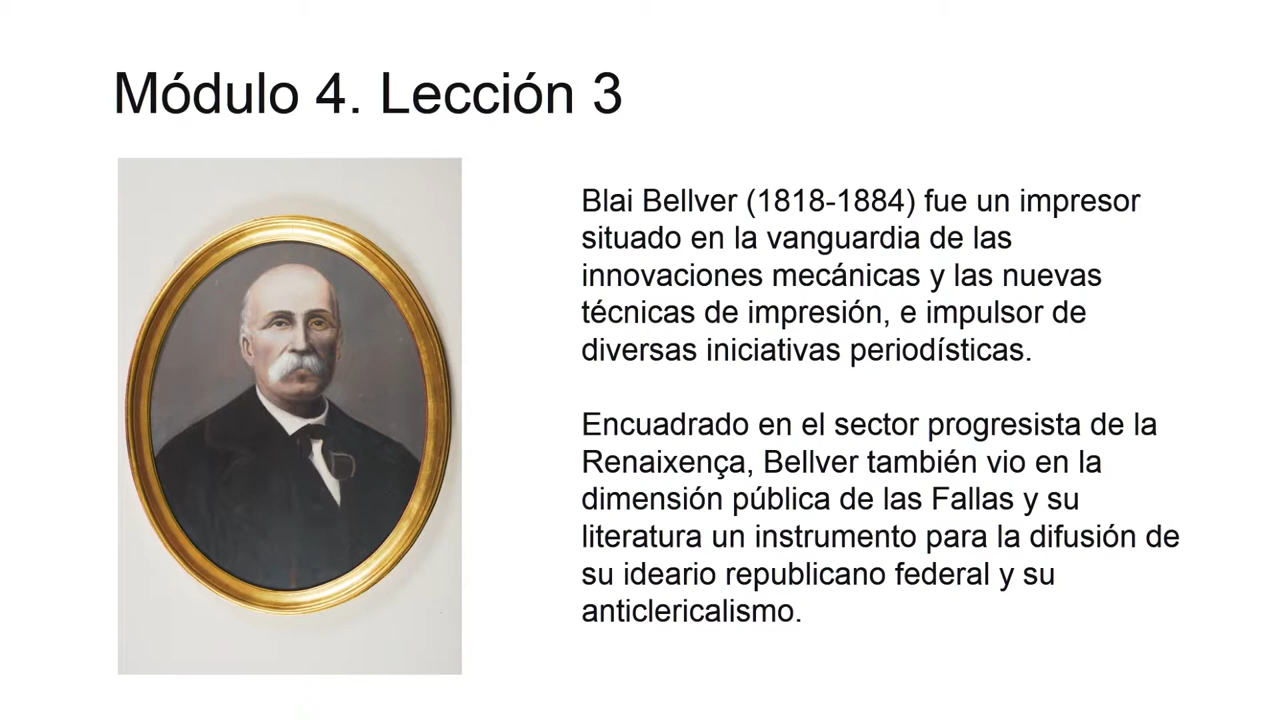 Módulo 4. Lección 3
Blai Bellver (1818-1884) fue un impresor
situado en la vanguardia de las
innovaciones mecánicas y las nuevas
técnicas de impresión, e impulsor de
diversas iniciativas periodísticas.
Encuadrado en el sector progresista de la
Renaixença, Bellver también vio en la
dimensión pública de las Fallas y su
literatura un instrumento para la difusión de
su ideario republicano federal y su
anticlericalismo.